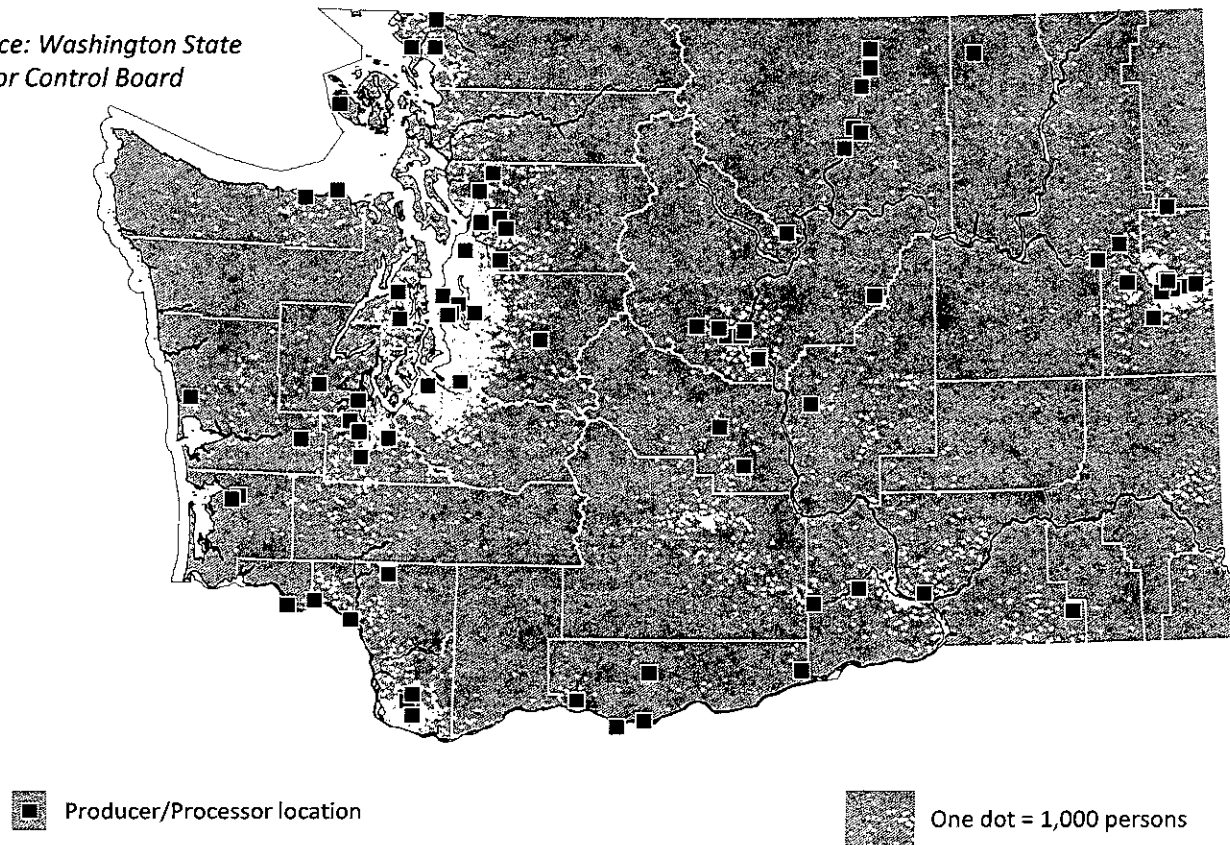 ce: Washington State
or Control Board
Producer/Processor location
One dot = 1,000 persons